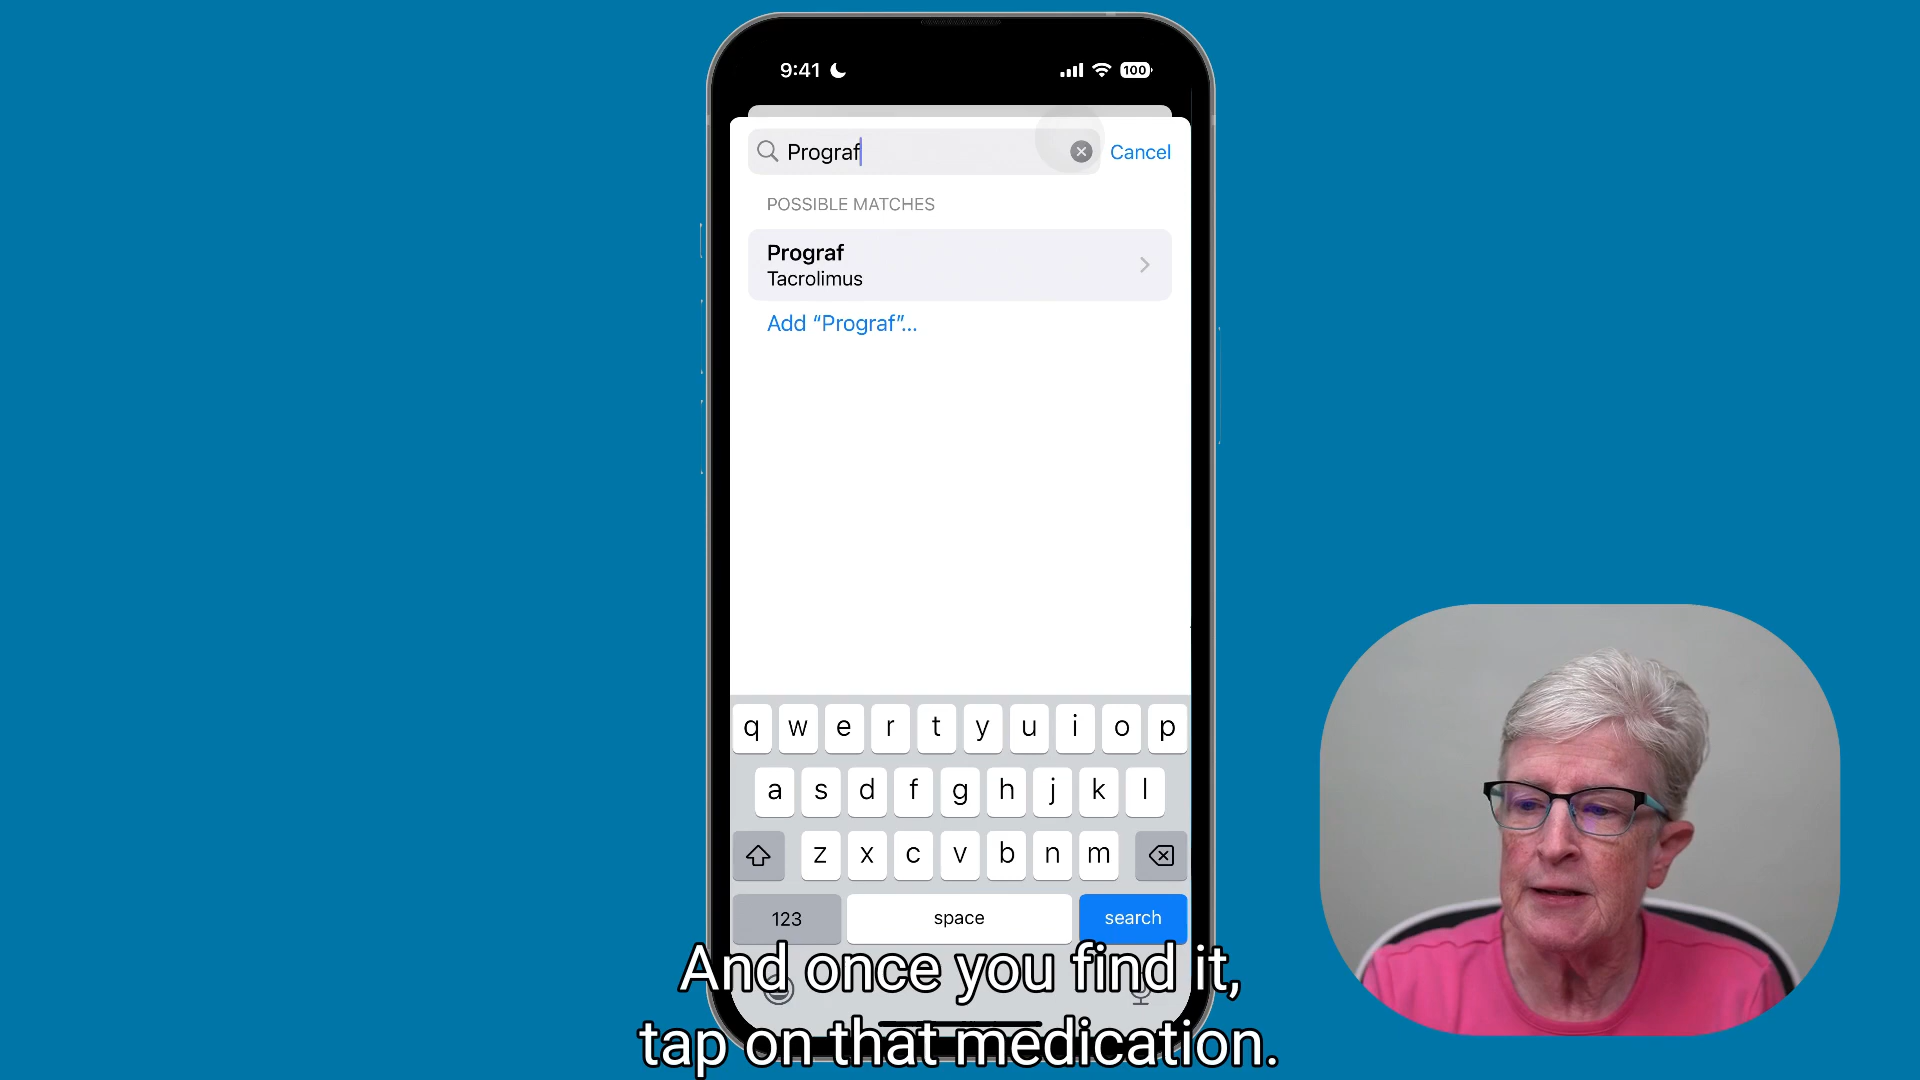 9:41
100
Prograf
Cancel
POSSIBLE MATCHES
Prograf
Tacrolimus
Add “Prograf”...
q w e r t y u i o p
a s d f g h j k l
z x c v b n m
123 space search
And once you find it,
tap on that medication.